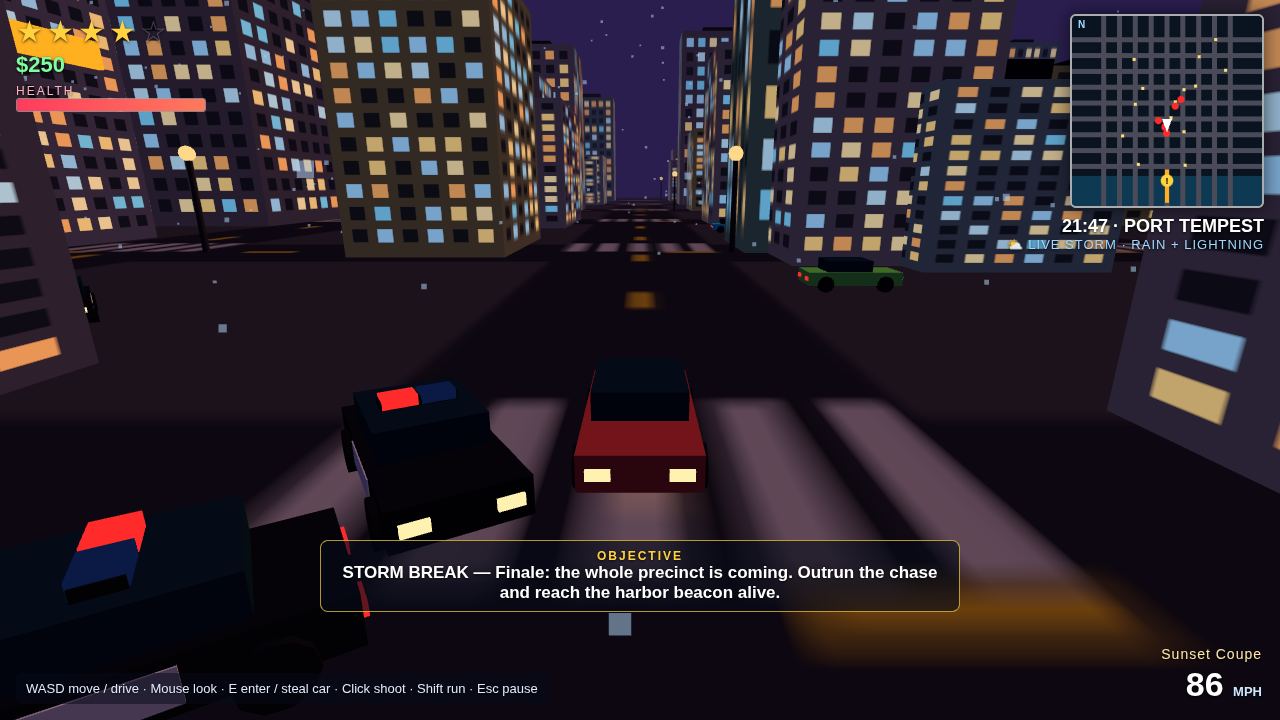 $250
HEALTH
N
!
21:47 · PORT TEMPEST
LIVE STORM · RAIN + LIGHTNING
OBJECTIVE
STORM BREAK — Finale: the whole precinct is coming. Outrun the chase
and reach the harbor beacon alive.
Sunset Coupe
86 MPH
WASD move / drive · Mouse look · E enter / steal car · Click shoot · Shift run · Esc pause